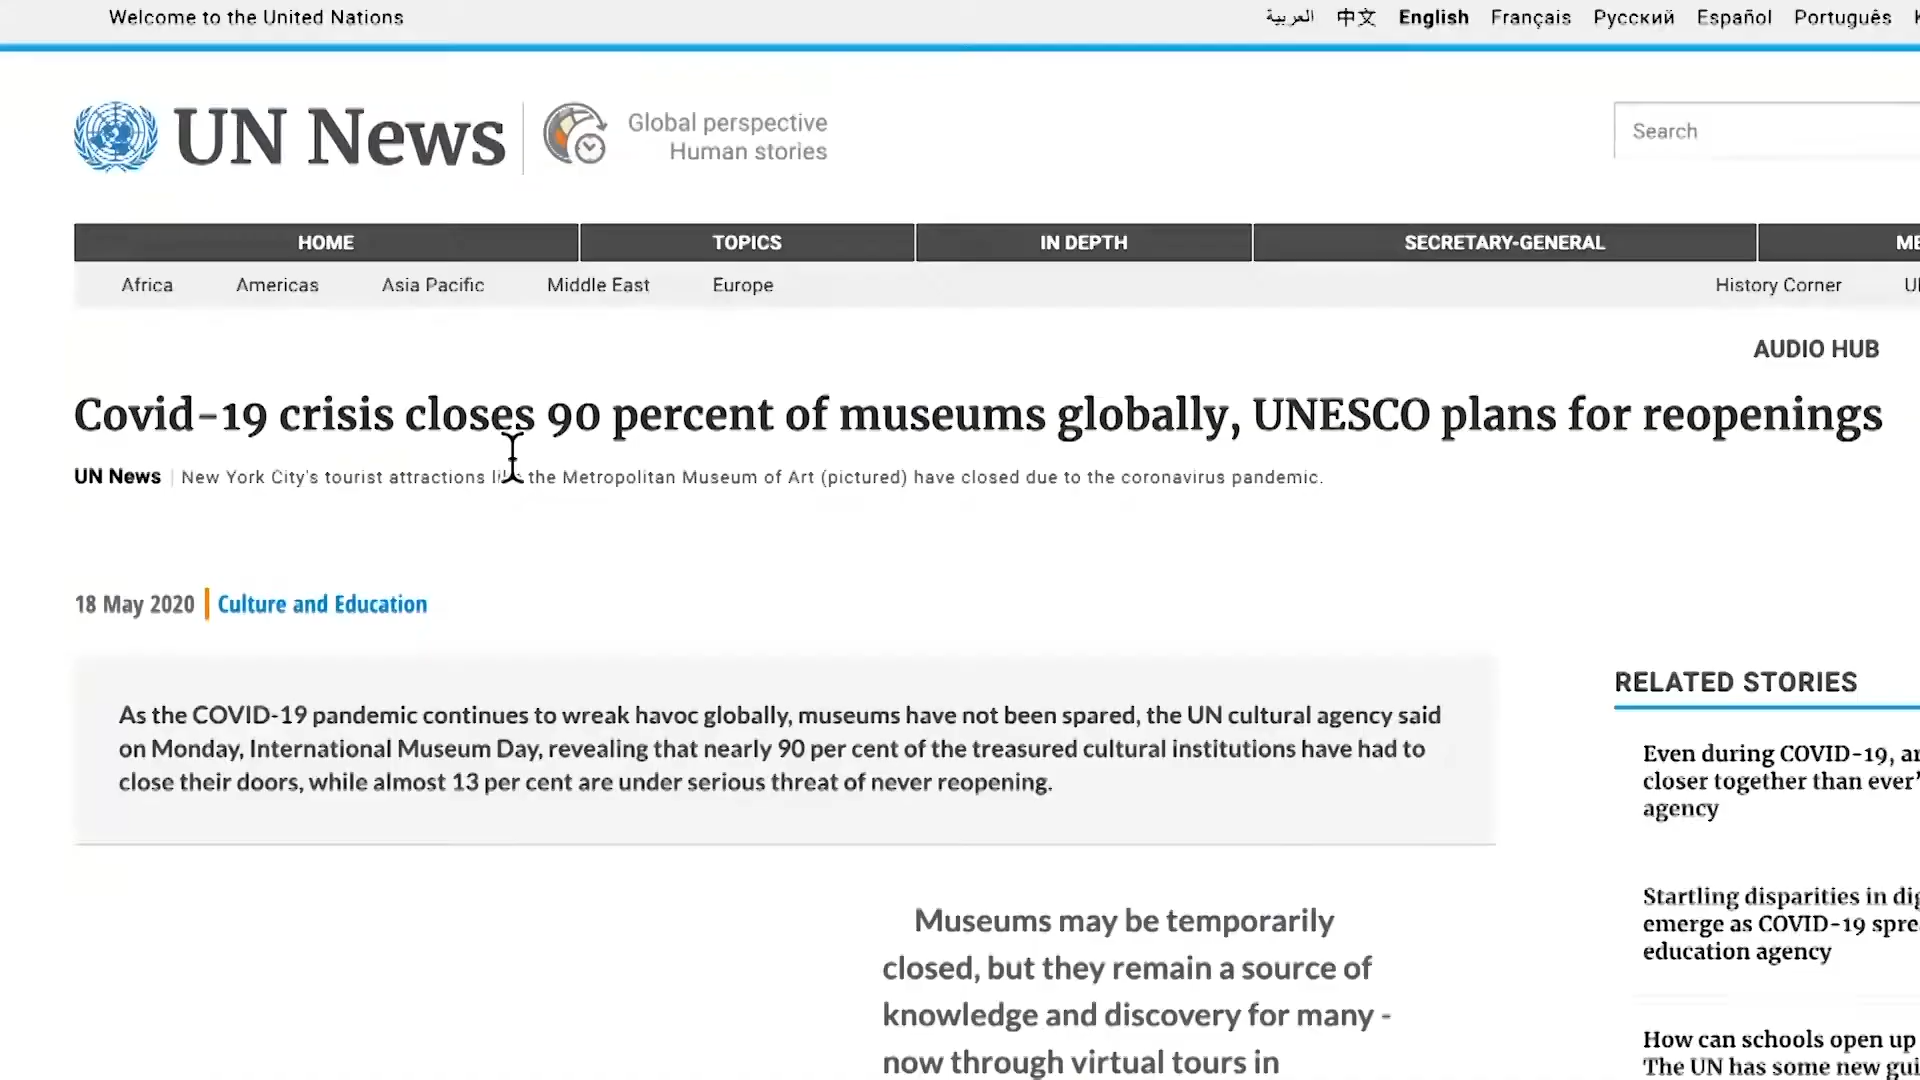 Welcome to the United Nations
العربية 中文 English Français Русский Español Português
UN News
Global perspective
Human stories
Search
HOME TOPICS IN DEPTH SECRETARY-GENERAL
Africa Americas Asia Pacific Middle East Europe History Corner
AUDIO HUB
Covid-19 crisis closes 90 percent of museums globally, UNESCO plans for reopenings
UN News New York City's tourist attractions like the Metropolitan Museum of Art (pictured) have closed due to the coronavirus pandemic.
18 May 2020 Culture and Education
As the COVID-19 pandemic continues to wreak havoc globally, museums have not been spared, the UN cultural agency said
on Monday, International Museum Day, revealing that nearly 90 per cent of the treasured cultural institutions have had to
close their doors, while almost 13 per cent are under serious threat of never reopening.
Museums may be temporarily
closed, but they remain a source of
knowledge and discovery for many -
now through virtual tours in
RELATED STORIES
Even during COVID-19,
closer together than ever’
agency
Startling disparities in
emerge as COVID-19
education agency
How can schools open up
The UN has some new